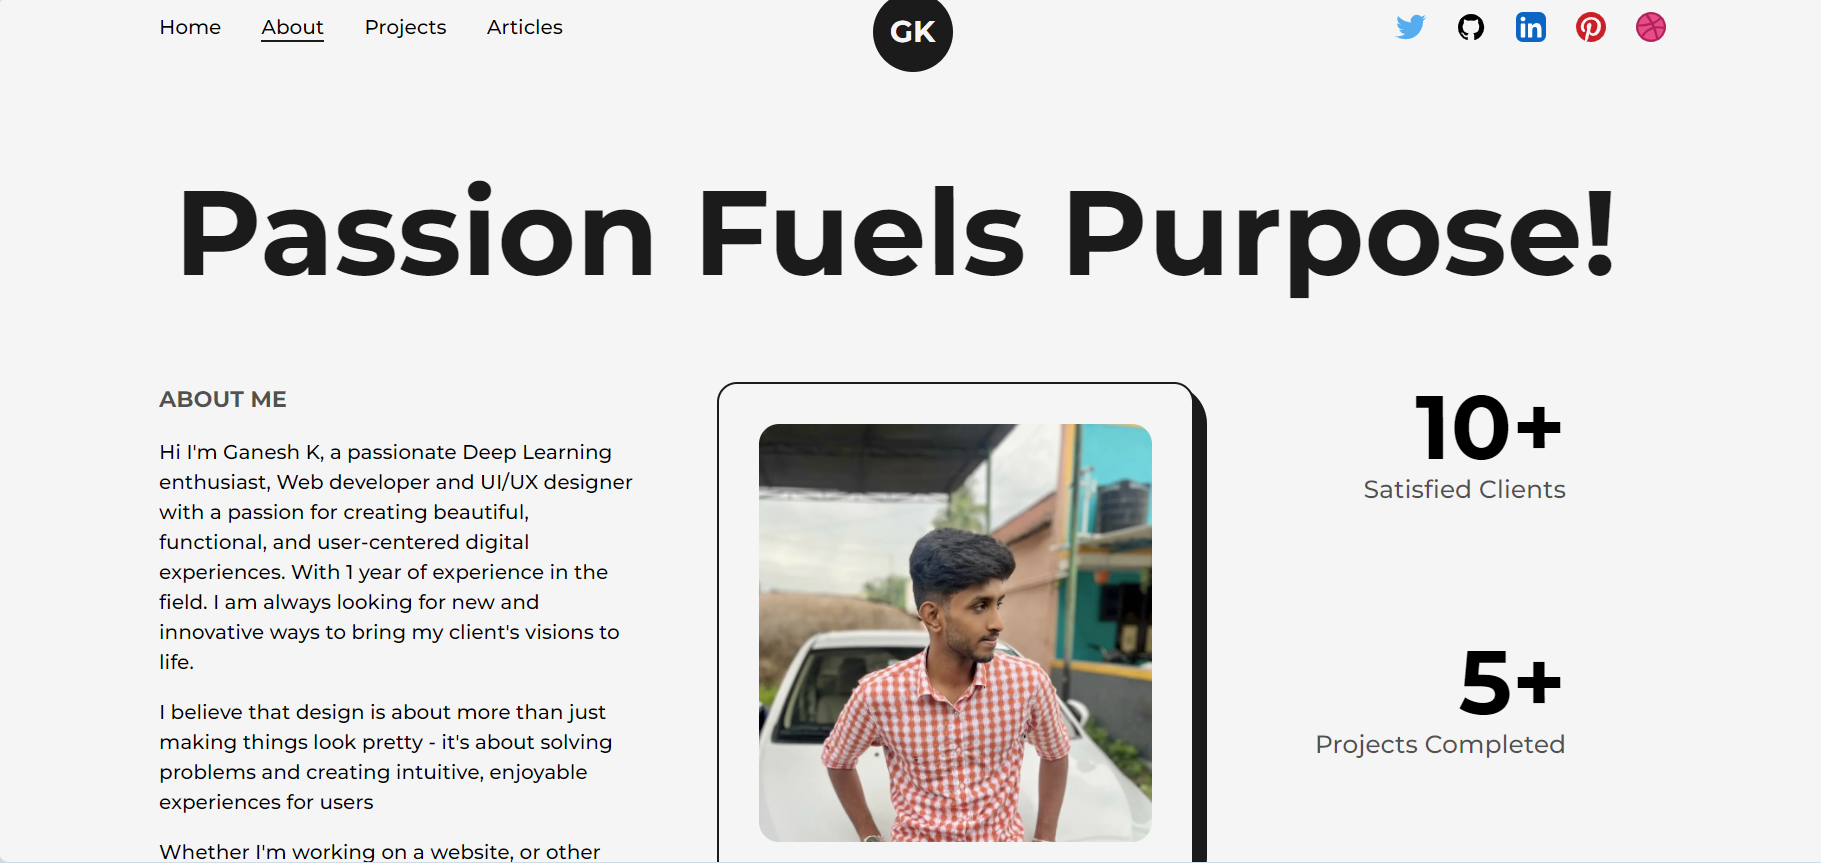 Home About Projects Articles
GK
Passion Fuels Purpose!
ABOUT ME
Hi I'm Ganesh K, a passionate Deep Learning
enthusiast, Web developer and UI/UX designer
with a passion for creating beautiful,
functional, and user-centered digital
experiences. With 1 year of experience in the
field. I am always looking for new and
innovative ways to bring my client's visions to
life.
I believe that design is about more than just
making things look pretty - it's about solving
problems and creating intuitive, enjoyable
experiences for users
Whether I'm working on a website, or other
10+
Satisfied Clients
5+
Projects Completed